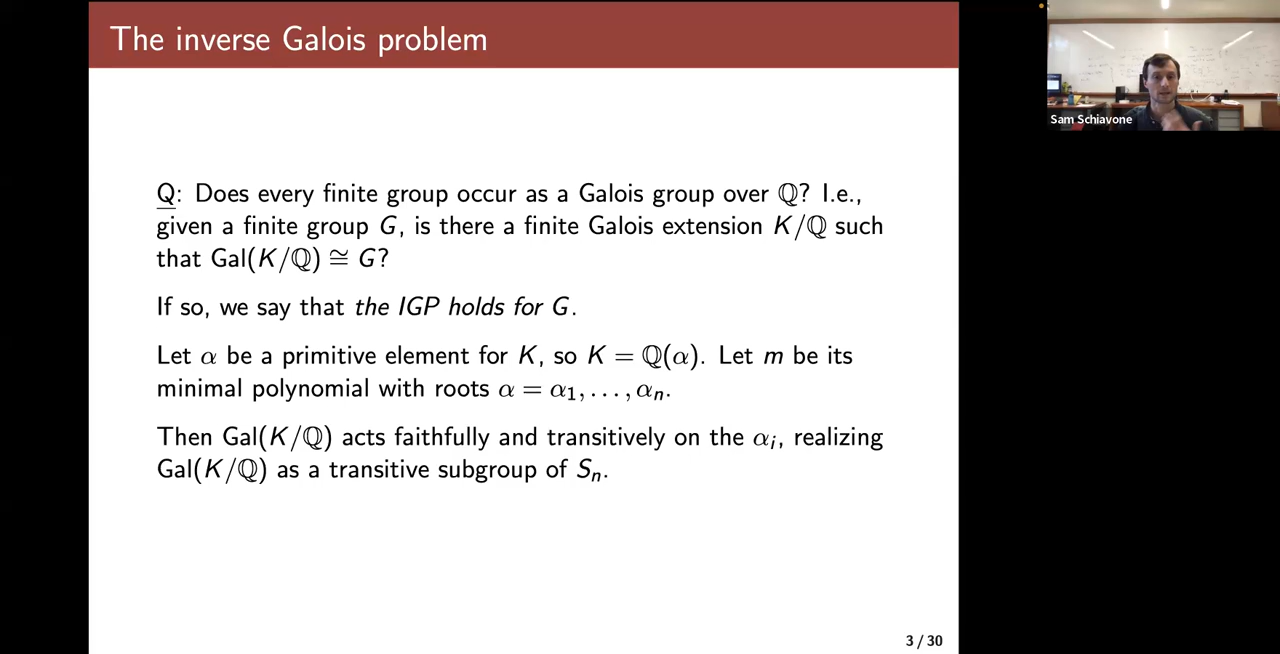 The inverse Galois problem
Sam Schiavone
Q: Does every finite group occur as a Galois group over ℚ? I.e.,
given a finite group G, is there a finite Galois extension K/ℚ such
that Gal(K/ℚ) ≅ G?
If so, we say that the IGP holds for G.
Let α be a primitive element for K, so K = ℚ(α). Let m be its
minimal polynomial with roots α = α₁, . . . , αₙ.
Then Gal(K/ℚ) acts faithfully and transitively on the αᵢ, realizing
Gal(K/ℚ) as a transitive subgroup of Sₙ.
3 / 30